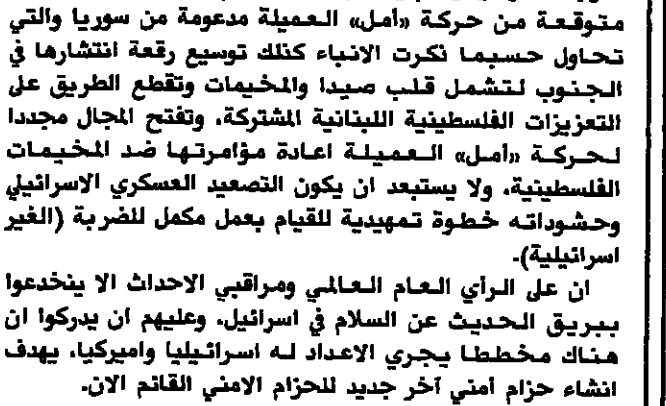 متوقعة من حركة «أمل» العميلة مدعومة من سوريا والتي
تحاول حسبما ذكرت الانباء كذلك توسيع رقعة انتشارها في
الجنوب لتشمل قلب صيدا والمخيمات وتقطع الطريق على
التعزيزات الفلسطينية اللبنانية المشتركة، وتفتح المجال مجددا
لحركة «أمل» العميلة اعادة مؤامرتها ضد المخيمات
الفلسطينية، ولا يستبعد ان يكون التصعيد العسكري الاسرائيلي
وحشوداته خطوة تمهيدية للقيام بعمل مكمل للضربة (الغير
اسرائيلية).
ان على الرأي العام العالمي ومراقبي الاحداث الا ينخدعوا
ببريق الحديث عن السلام في اسرائيل، وعليهم ان يدركوا ان
هناك مخططا يجري الاعداد له اسرائيليا واميركيا، يهدف
انشاء حزام أمني آخر جديد للحزام الامني القائم الان.